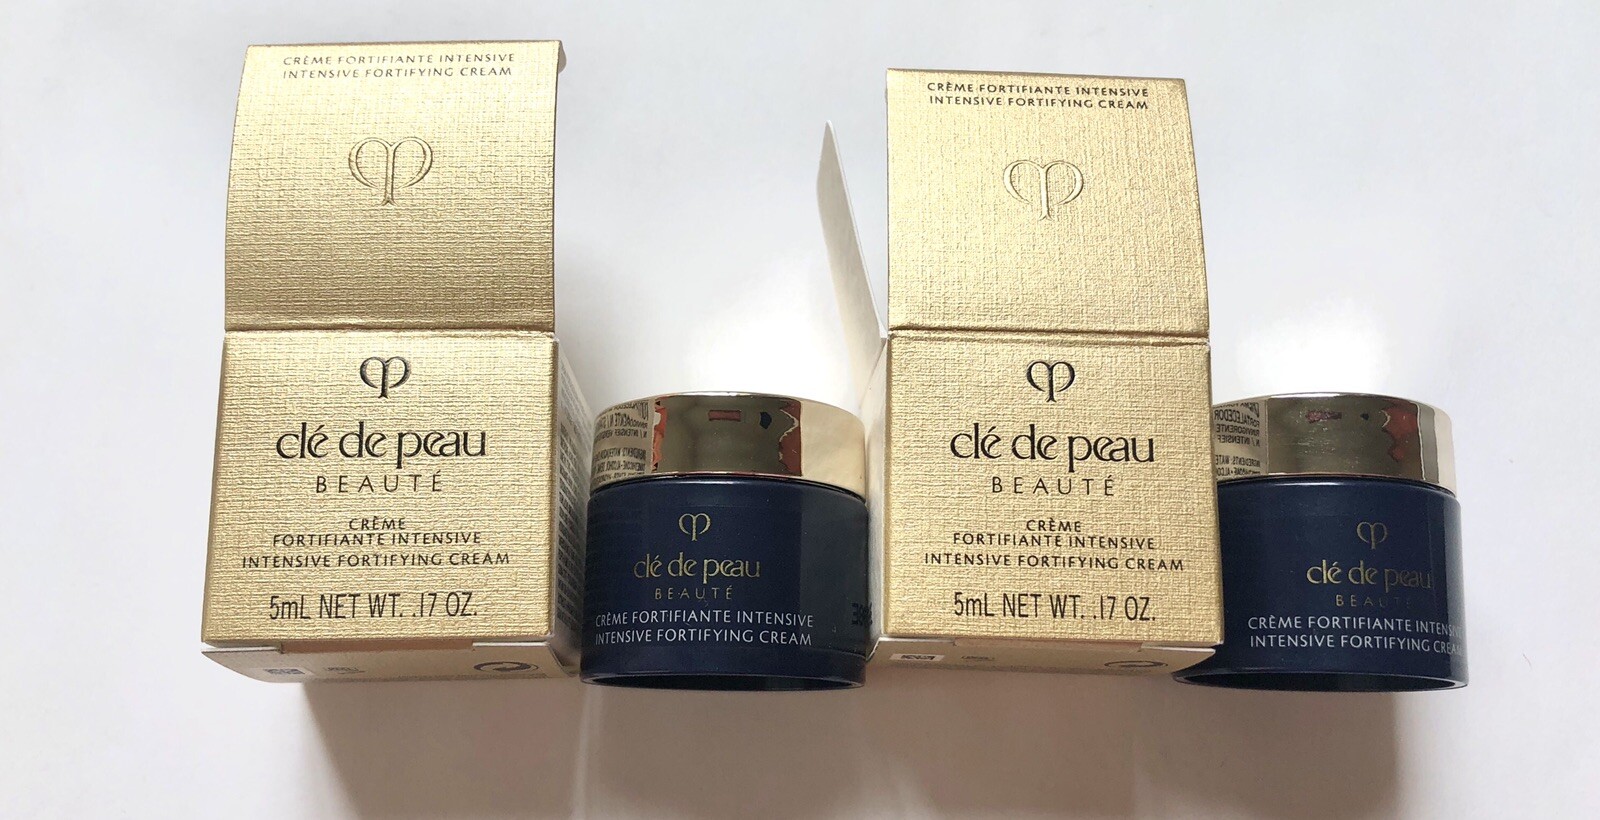 CRÈME FORTIFIANTE INTENSIVE
INTENSIVE FORTIFYING CREAM
clé de peau
BEAUTÉ
CRÈME
FORTIFIANTE INTENSIVE
INTENSIVE FORTIFYING CREAM
5mL NET WT. .17 OZ.
clé de peau
BEAUTÉ
CRÈME FORTIFIANTE INTENSIVE
INTENSIVE FORTIFYING CREAM
CRÈME FORTIFIANTE INTENSIVE
INTENSIVE FORTIFYING CREAM
clé de peau
BEAUTÉ
CRÈME
FORTIFIANTE INTENSIVE
INTENSIVE FORTIFYING CREAM
5mL NET WT. .17 OZ.
clé de peau
BEAUTÉ
CRÈME FORTIFIANTE INTENSIVE
INTENSIVE FORTIFYING CREAM